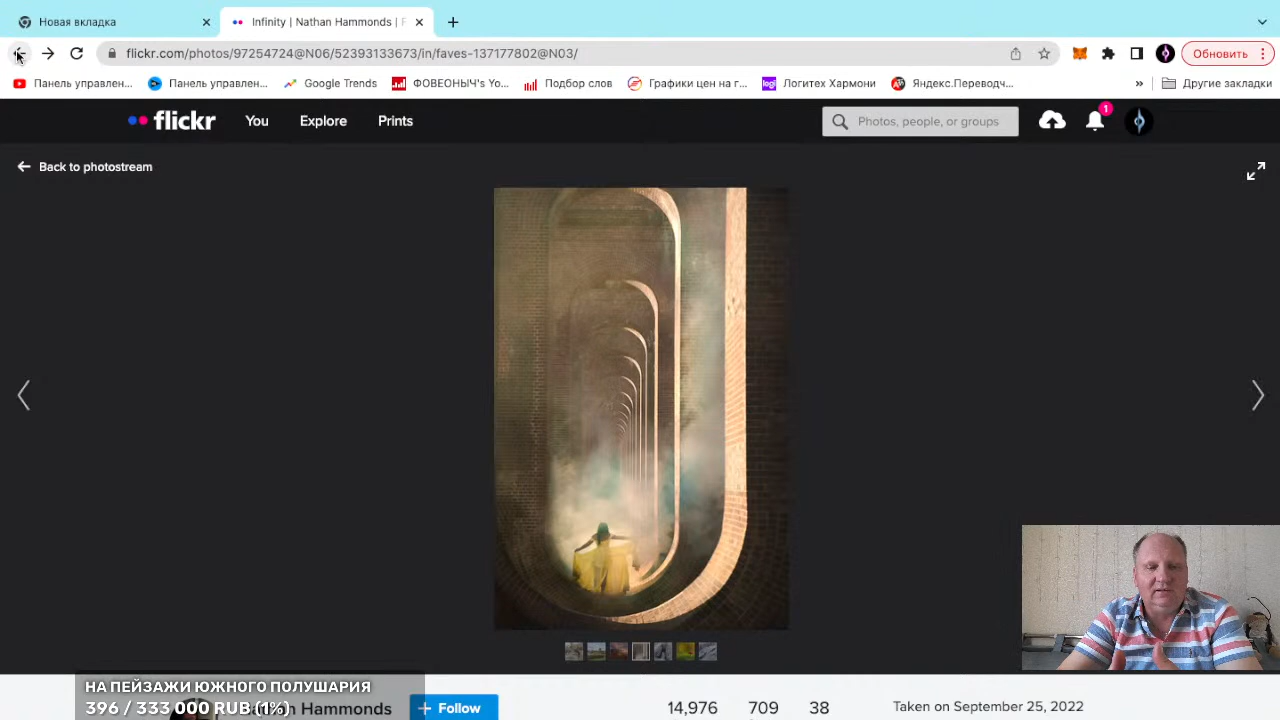 Новая вкладка
Infinity | Nathan Hammonds | F
flickr.com/photos/97254724@N06/52393133673/in/faves-137177802@N03/
Обновить
Панель управлен...
Панель управлен...
Google Trends
ФОВЕОНЫЧ's Yo...
Подбор слов
Графики цен на г...
Логитех Хармони
Яндекс.Переводч...
»
Другие закладки
flickr
You
Explore
Prints
Photos, people, or groups
1
Back to photostream
НА ПЕЙЗАЖИ ЮЖНОГО ПОЛУШАРИЯ
396 / 333 000 RUB (1%)
n Hammonds
+ Follow
14,976
709
38
Taken on September 25, 2022